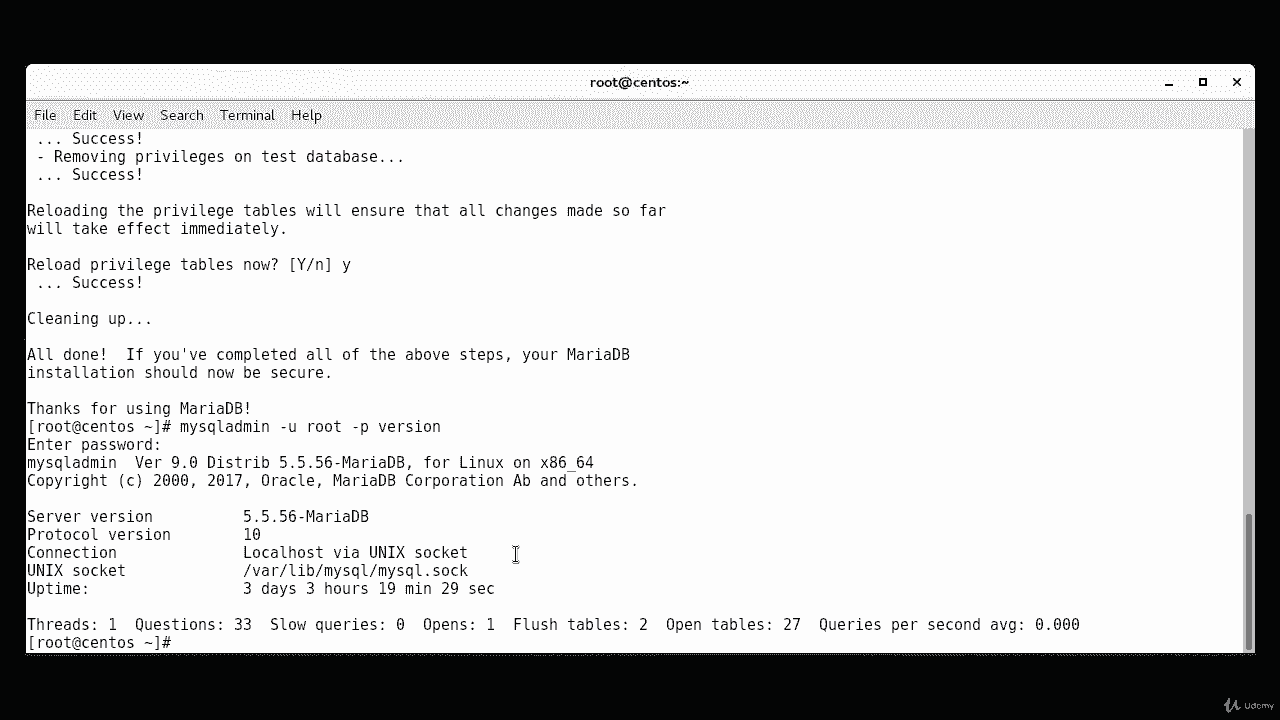 root@centos:~
File Edit View Search Terminal Help
... Success!
- Removing privileges on test database...
... Success!
Reloading the privilege tables will ensure that all changes made so far
will take effect immediately.
Reload privilege tables now? [Y/n] y
... Success!
Cleaning up...
All done!  If you've completed all of the above steps, your MariaDB
installation should now be secure.
Thanks for using MariaDB!
[root@centos ~]# mysqladmin -u root -p version
Enter password:
mysqladmin  Ver 9.0 Distrib 5.5.56-MariaDB, for Linux on x86_64
Copyright (c) 2000, 2017, Oracle, MariaDB Corporation Ab and others.
Server version          5.5.56-MariaDB
Protocol version        10
Connection              Localhost via UNIX socket
UNIX socket             /var/lib/mysql/mysql.sock
Uptime:                 3 days 3 hours 19 min 29 sec
Threads: 1  Questions: 33  Slow queries: 0  Opens: 1  Flush tables: 2  Open tables: 27  Queries per second avg: 0.000
[root@centos ~]#
Udemy